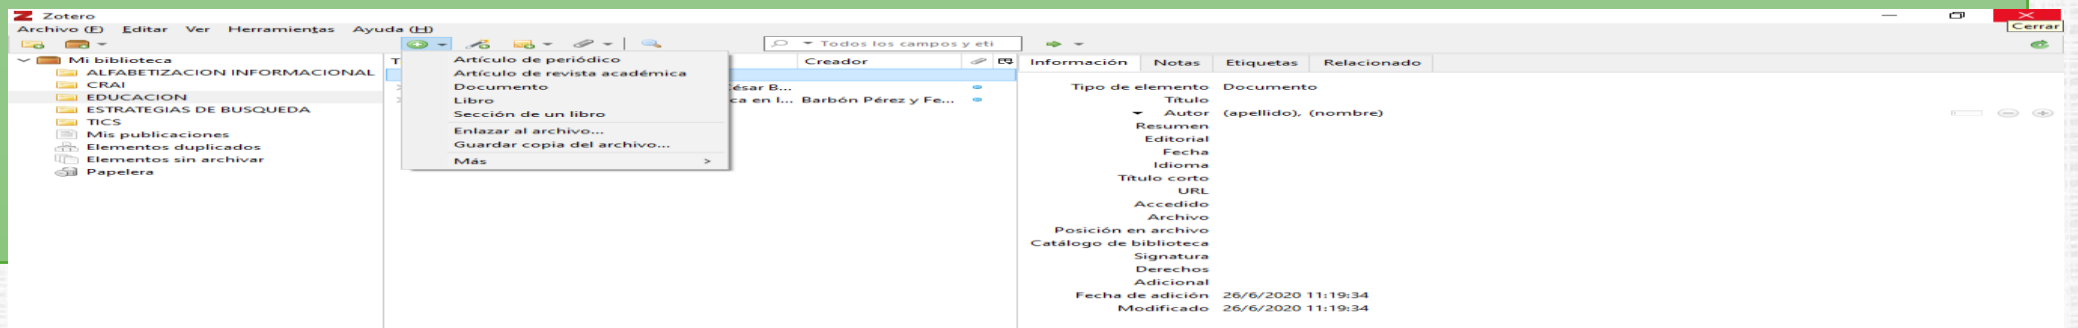 Zotero
Cerrar
Archivo (F) Editar Ver Herramientas Ayuda (H)
Todos los campos y eti
Mi biblioteca
ALFABETIZACION INFORMACIONAL
CRAI
EDUCACION
ESTRATEGIAS DE BUSQUEDA
TICS
Mis publicaciones
Elementos duplicados
Elementos sin archivar
Papelera
T
Artículo de periódico
Artículo de revista académica
Documento
Libro
Sección de un libro
Enlazar al archivo...
Guardar copia del archivo...
Más >
Creador
ésar B...
ca en l... Barbón Pérez y Fe...
Información Notas Etiquetas Relacionado
Tipo de elemento Documento
Título
Autor (apellido), (nombre)
Resumen
Editorial
Fecha
Idioma
Título corto
URL
Accedido
Archivo
Posición en archivo
Catálogo de biblioteca
Signatura
Derechos
Adicional
Fecha de adición 26/6/2020 11:19:34
Modificado 26/6/2020 11:19:34